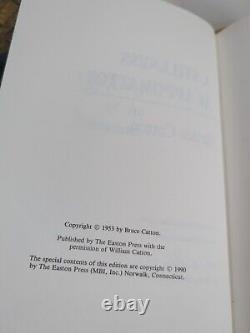 Copyright © 1953 by Bruce Catton.
Published by The Easton Press with the
permission of William Catton.
The special contents of this edition are copyright © 1990
by The Easton Press (MBI, Inc.) Norwalk, Connecticut.
ebay